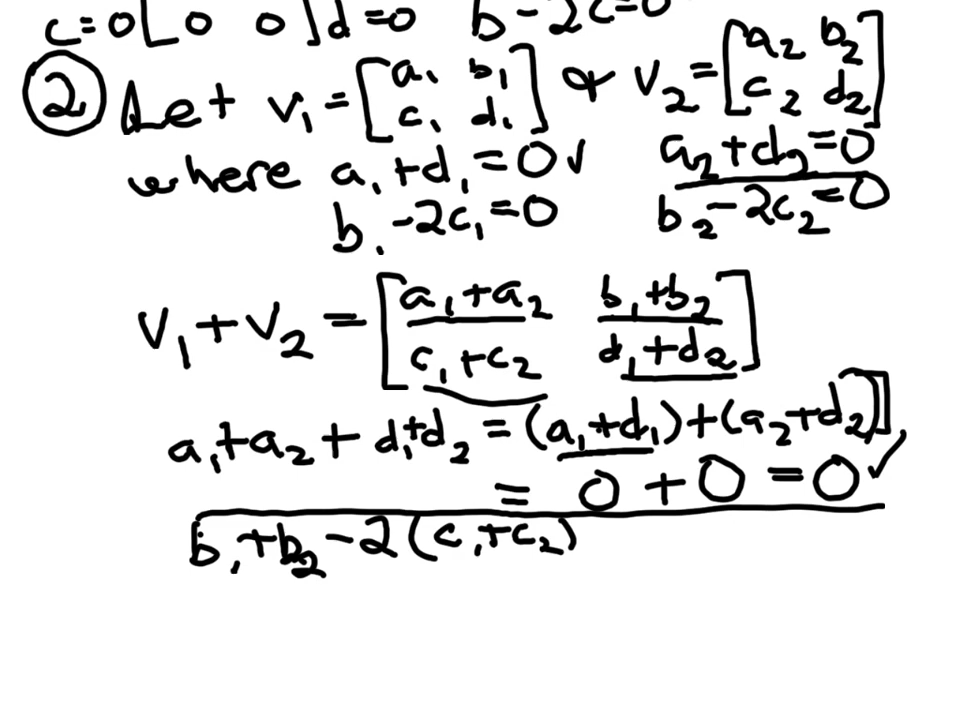 c=0[0 0]d=0 b-2c=0
② Let v₁=[a₁ b₁ & v₂=[a₂ b₂
c₁ d₁] c₂ d₂]
where a₁+d₁=0✓ a₂+d₂=0
b₁-2c₁=0 b₂-2c₂=0
v₁+v₂=[a₁+a₂ b₁+b₂
c₁+c₂ d₁+d₂]
a₁+a₂+d₁+d₂=(a₁+d₁)+(a₂+d₂)]
= 0+0=0✓
b₁+b₂-2(c₁+c₂)